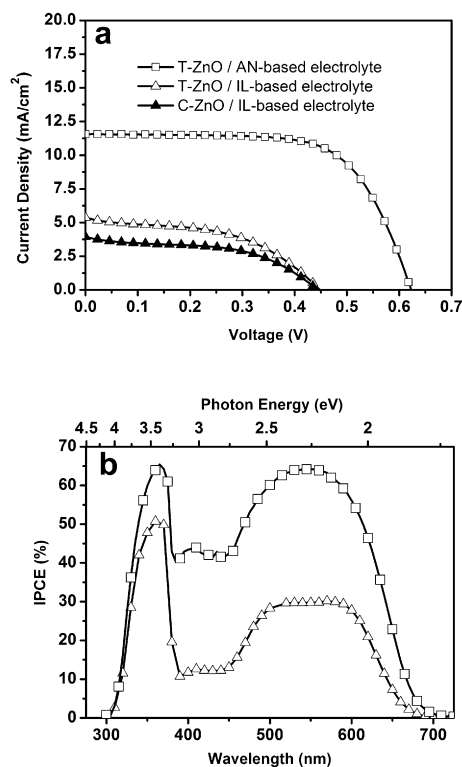 a
20.0
17.5
15.0
12.5
10.0
7.5
5.0
2.5
0.0
Current Density (mA/cm²)
T-ZnO / AN-based electrolyte
T-ZnO / IL-based electrolyte
C-ZnO / IL-based electrolyte
0.0 0.1 0.2 0.3 0.4 0.5 0.6 0.7
Voltage (V)
Photon Energy (eV)
4.5 4 3.5 3 2.5 2
b
70
60
50
40
30
20
10
0
IPCE (%)
300 400 500 600 700
Wavelength (nm)